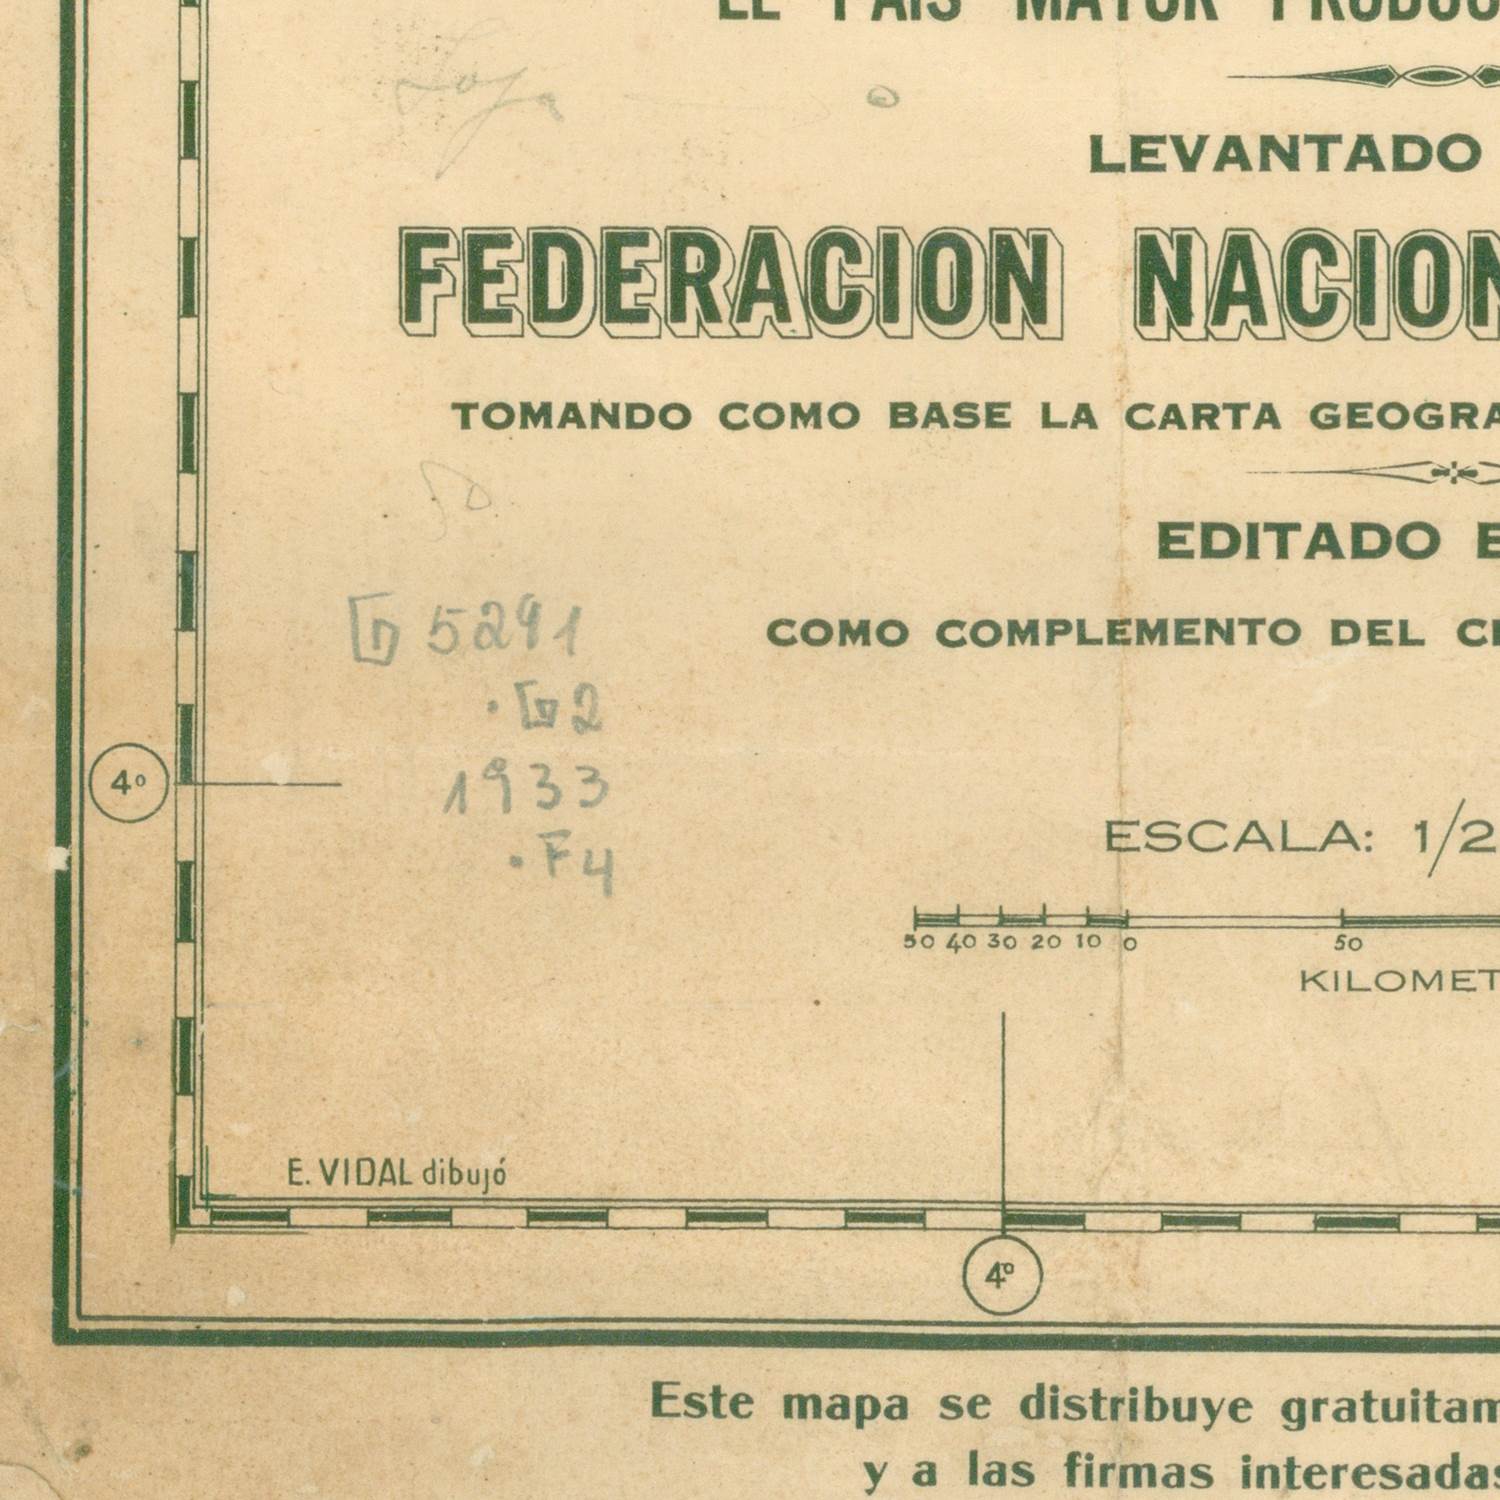 MAYOR
LEVANTADO
FEDERACION NACION
TOMANDO COMO BASE LA CARTA GEOGRA
EDITADO E
COMO COMPLEMENTO DEL
G 5291
.G2
1933
.F4
4º
ESCALA: 1/2
50 40 30 20 10 0 50
KILOMET
E. VIDAL dibujó
4º
Este mapa se distribuye gratuitam
y a las firmas interesadas